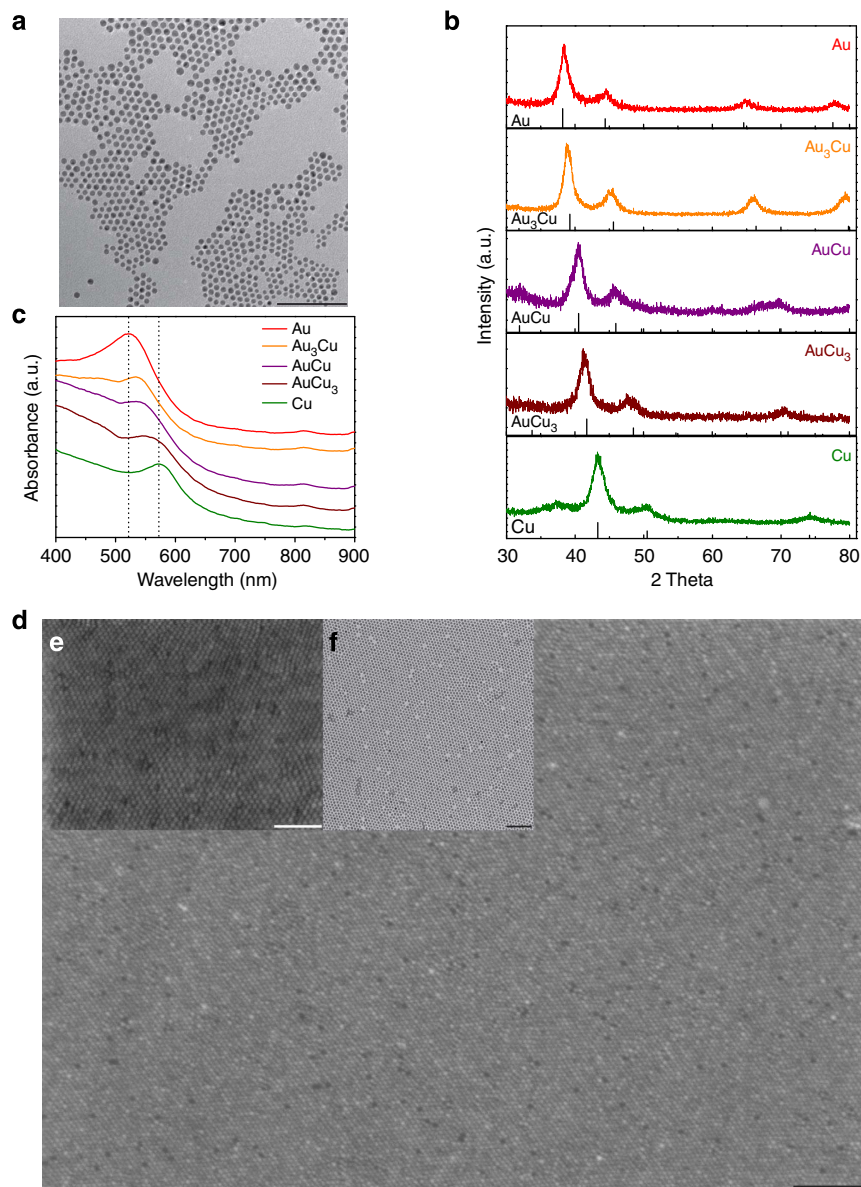 a
b
Au
Au
Au₃Cu
Au₃Cu
AuCu
AuCu
AuCu₃
AuCu₃
Cu
Cu
Intensity (a.u.)
30 40 50 60 70 80
2 Theta
c
Au
Au₃Cu
AuCu
AuCu₃
Cu
Absorbance (a.u.)
400 500 600 700 800 900
Wavelength (nm)
d
e
f